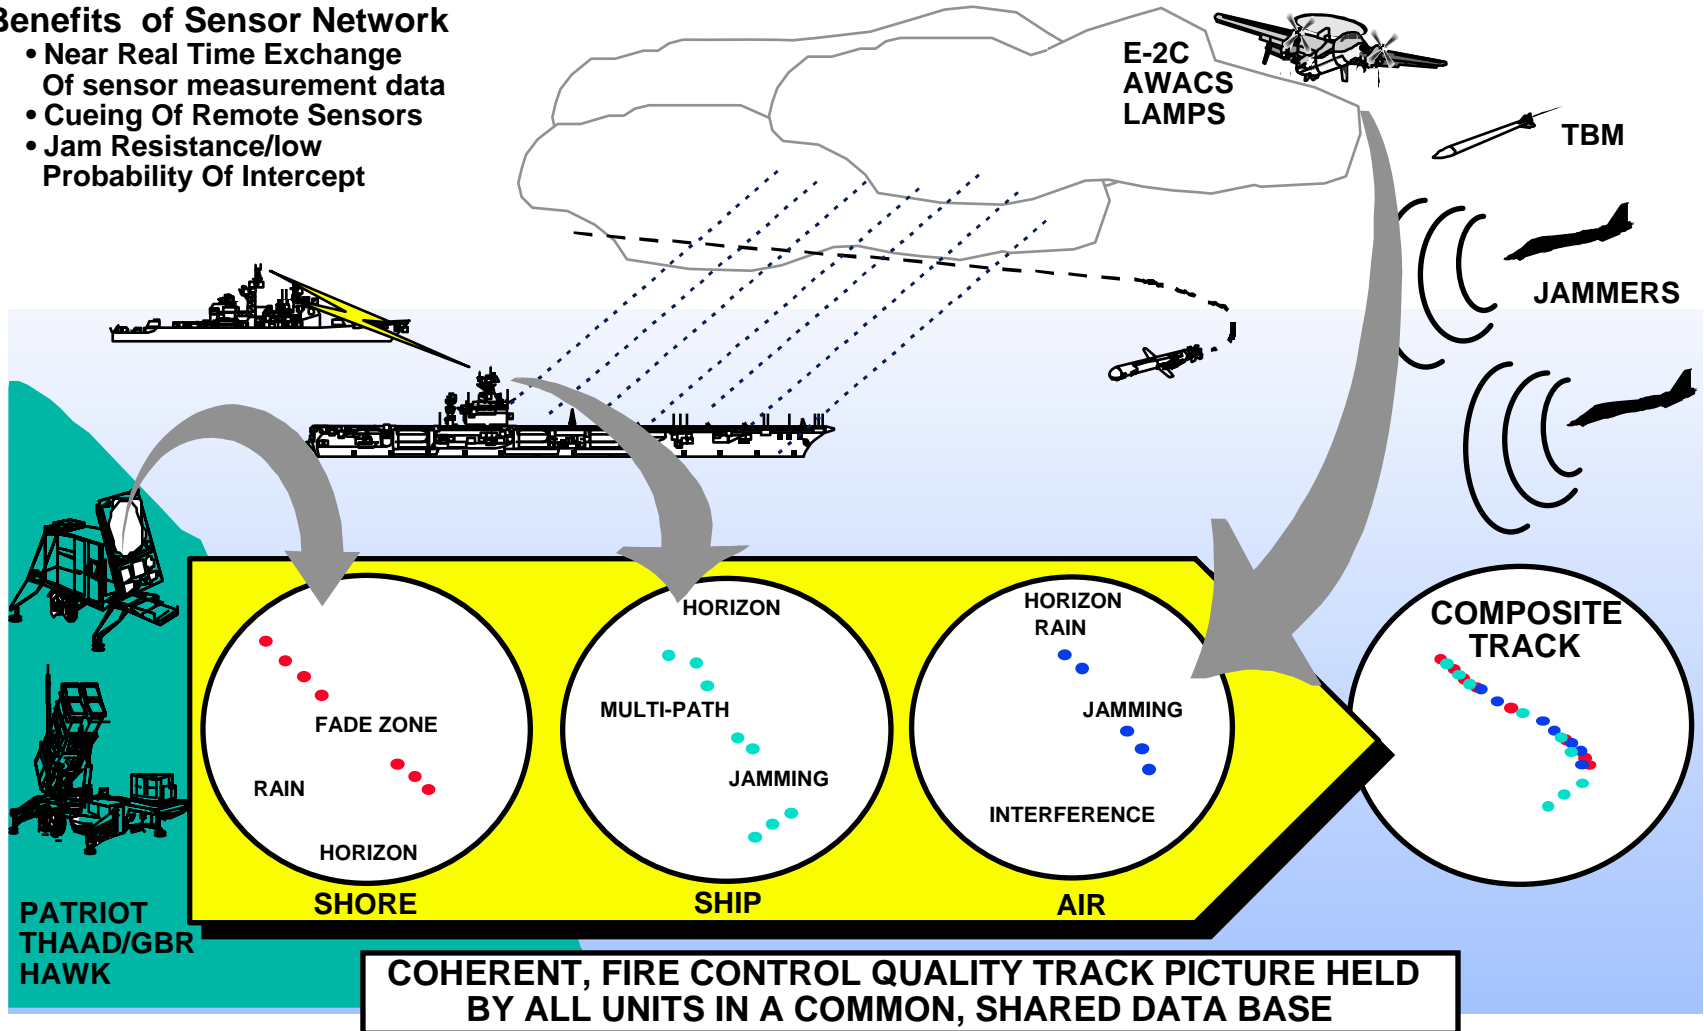 Benefits of Sensor Network
• Near Real Time Exchange
Of sensor measurement data
• Cueing Of Remote Sensors
• Jam Resistance/low
Probability Of Intercept
E-2C
AWACS
LAMPS
TBM
JAMMERS
HORIZON
MULTI-PATH
JAMMING
HORIZON
RAIN
JAMMING
INTERFERENCE
FADE ZONE
RAIN
HORIZON
COMPOSITE
TRACK
SHORE
SHIP
AIR
PATRIOT
THAAD/GBR
HAWK
COHERENT, FIRE CONTROL QUALITY TRACK PICTURE HELD
BY ALL UNITS IN A COMMON, SHARED DATA BASE